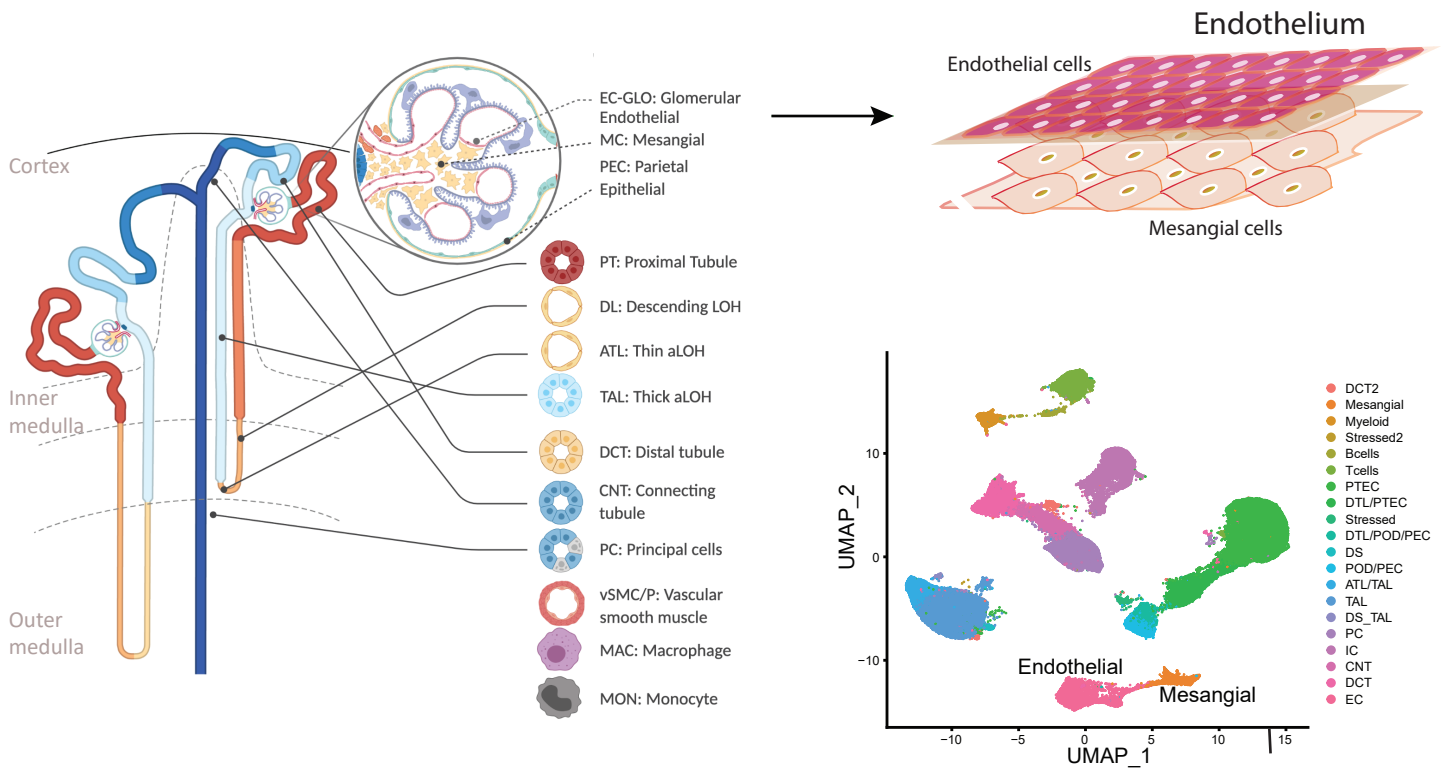 Cortex
Inner
medulla
Outer
medulla
EC-GLO: Glomerular
Endothelial
MC: Mesangial
PEC: Parietal
Epithelial
PT: Proximal Tubule
DL: Descending LOH
ATL: Thin aLOH
TAL: Thick aLOH
DCT: Distal tubule
CNT: Connecting
tubule
PC: Principal cells
vSMC/P: Vascular
smooth muscle
MAC: Macrophage
MON: Monocyte
Endothelium
Endothelial cells
Mesangial cells
UMAP_2
10
0
−10
Endothelial
Mesangial
−10 −5 0 5 10 15
UMAP_1
DCT2
Mesangial
Myeloid
Stressed2
Bcells
Tcells
PTEC
DTL/PTEC
Stressed
DTL/POD/PEC
DS
POD/PEC
ATL/TAL
TAL
DS_TAL
PC
IC
CNT
DCT
EC